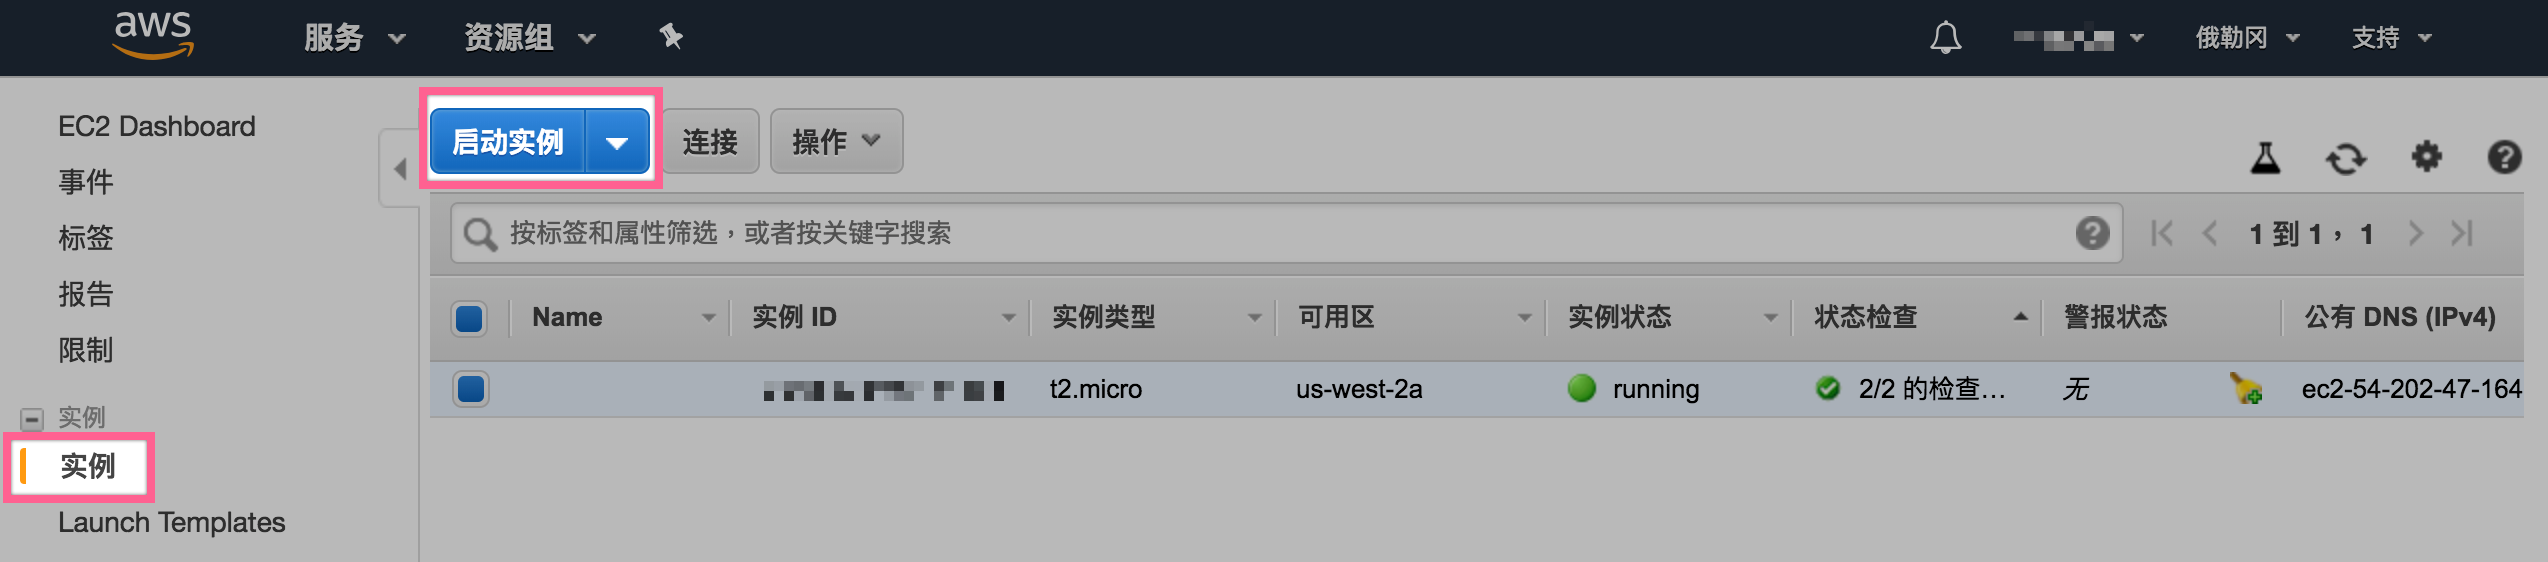 aws 服务 资源组 俄勒冈 支持
EC2 Dashboard
事件
标签
报告
限制
实例
实例
Launch Templates
启动实例 连接 操作
按标签和属性筛选，或者按关键字搜索 1 到 1， 1
Name 实例 ID 实例类型 可用区 实例状态 状态检查 警报状态 公有 DNS (IPv4)
t2.micro us-west-2a running 2/2 的检查... 无 ec2-54-202-47-164